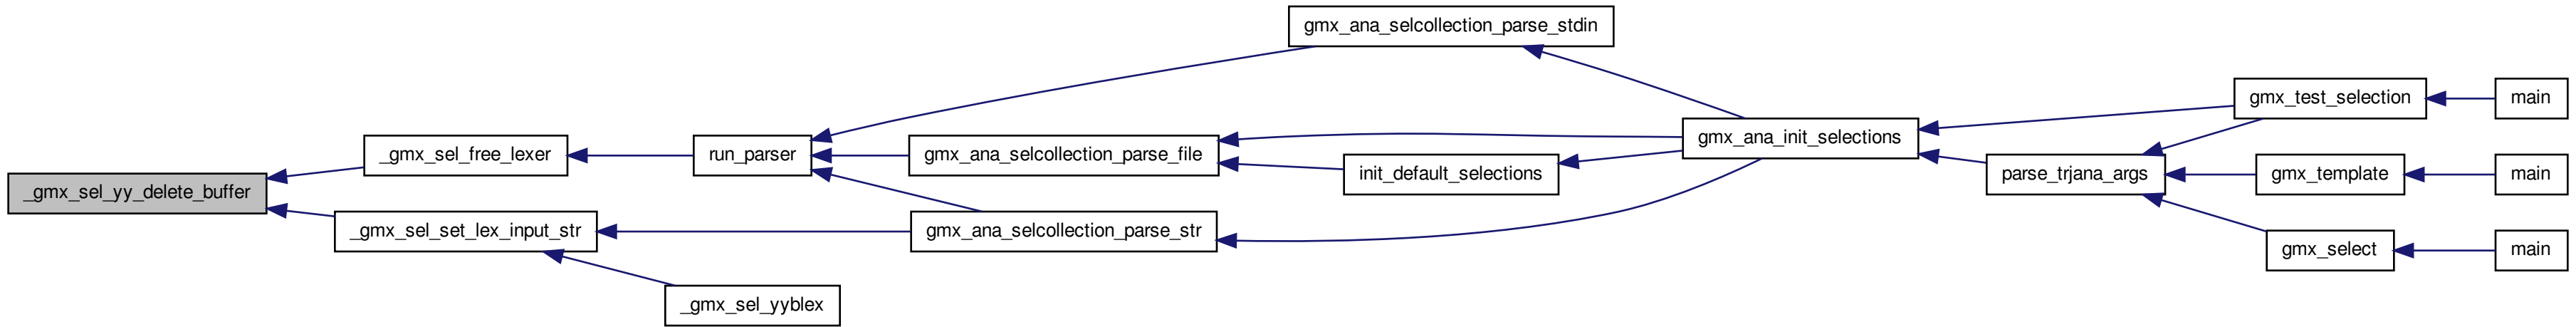 _gmx_sel_yy_delete_buffer
_gmx_sel_free_lexer
_gmx_sel_set_lex_input_str
run_parser
_gmx_sel_yyblex
gmx_ana_selcollection_parse_stdin
gmx_ana_selcollection_parse_file
gmx_ana_selcollection_parse_str
init_default_selections
gmx_ana_init_selections
parse_trjana_args
gmx_test_selection
gmx_template
gmx_select
main
main
main